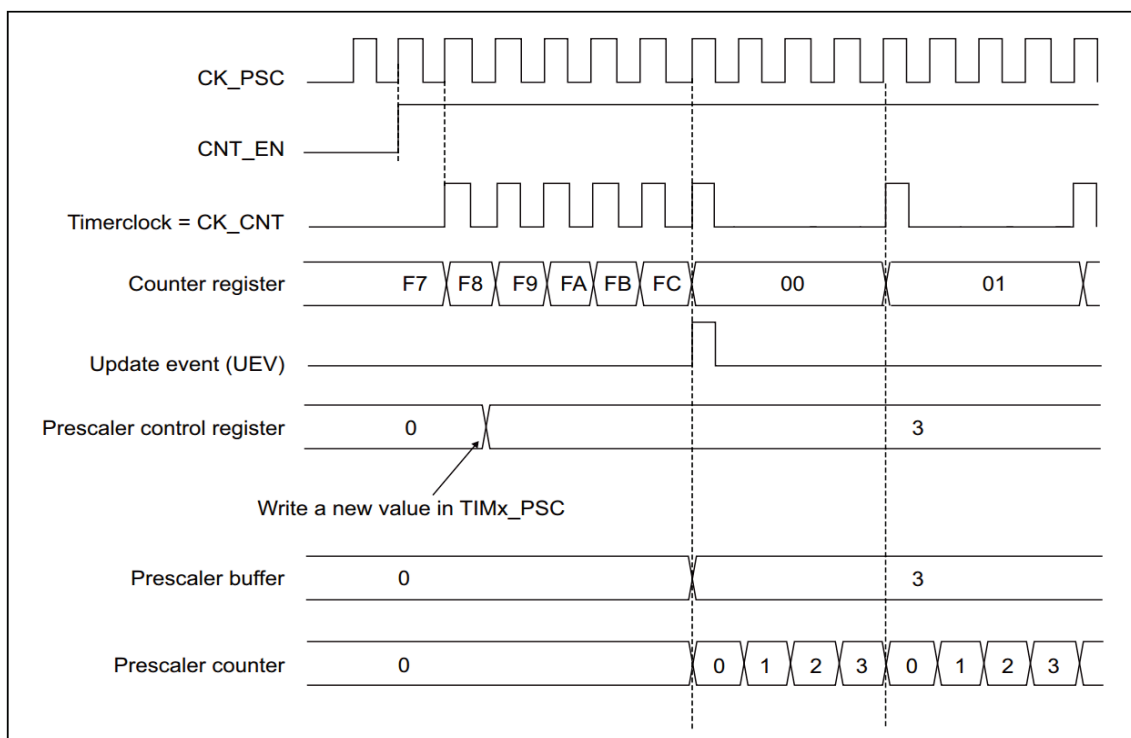 CK_PSC
CNT_EN
Timerclock = CK_CNT
Counter register F7 F8 F9 FA FB FC 00 01
Update event (UEV)
Prescaler control register 0 3
Write a new value in TIMx_PSC
Prescaler buffer 0 3
Prescaler counter 0 0 1 2 3 0 1 2 3